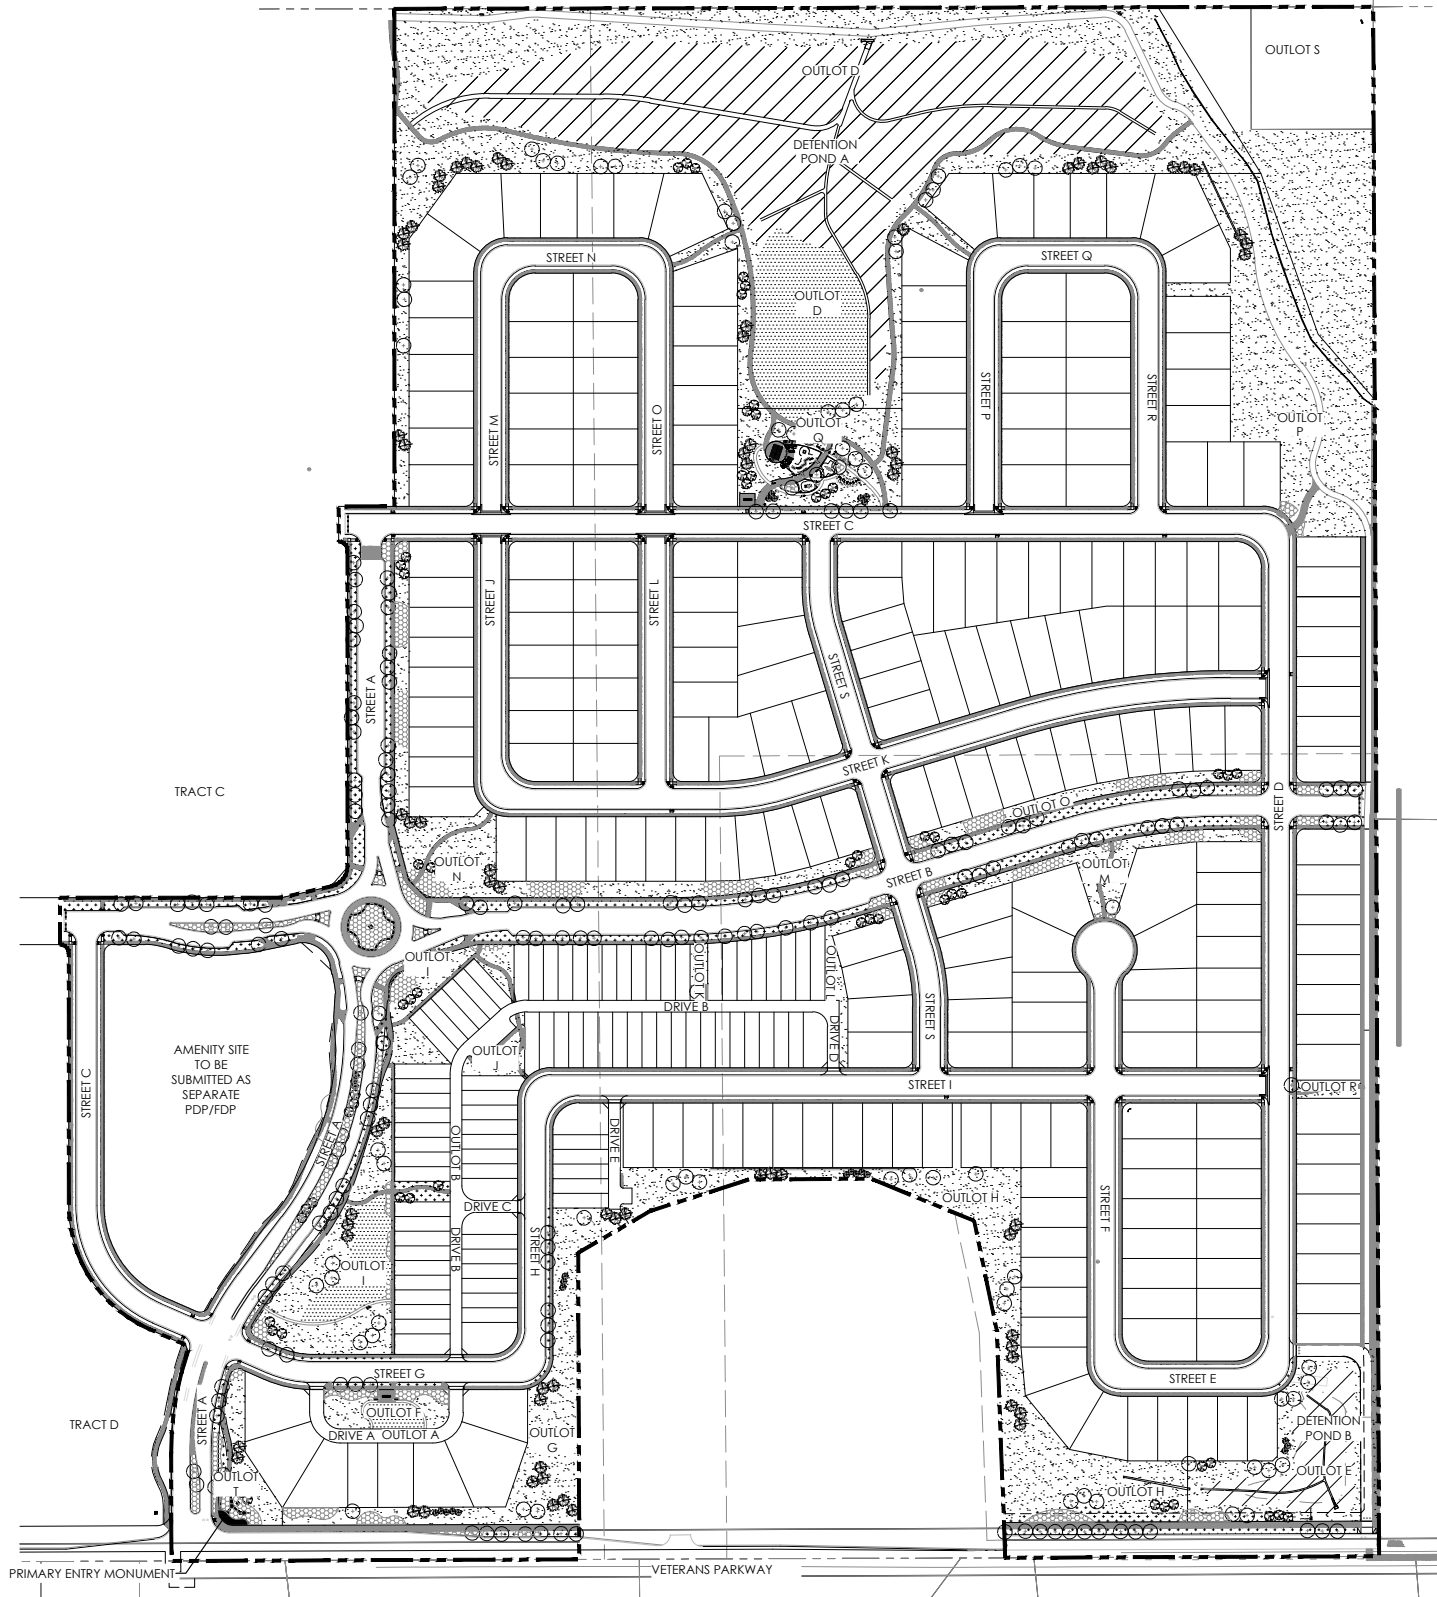 OUTLOT S
OUTLOT D
DETENTION
POND A
STREET N
STREET Q
OUTLOT
D
STREET M
STREET O
STREET P
STREET R
OUTLOT
Q
OUTLOT
P
STREET C
STREET J
STREET L
STREET S
STREET A
STREET K
TRACT C
OUTLOT O
STREET D
OUTLOT
N
STREET B
OUTLOT
M
OUTLOT
I
OUTLOT K
OUTLOT L
DRIVE B
DRIVE D
STREET S
OUTLOT
J
AMENITY SITE
TO BE
SUBMITTED AS
SEPARATE
PDP/FDP
STREET C
STREET I
OUTLOT R
STREET A
OUTLOT B
DRIVE E
DRIVE C
DRIVE B
STREET H
OUTLOT H
STREET F
OUTLOT
I
STREET G
STREET E
OUTLOT F
DRIVE A
OUTLOT A
TRACT D
STREET A
OUTLOT
G
DETENTION
POND B
OUTLOT
T
OUTLOT E
OUTLOT H
PRIMARY ENTRY MONUMENT
VETERANS PARKWAY